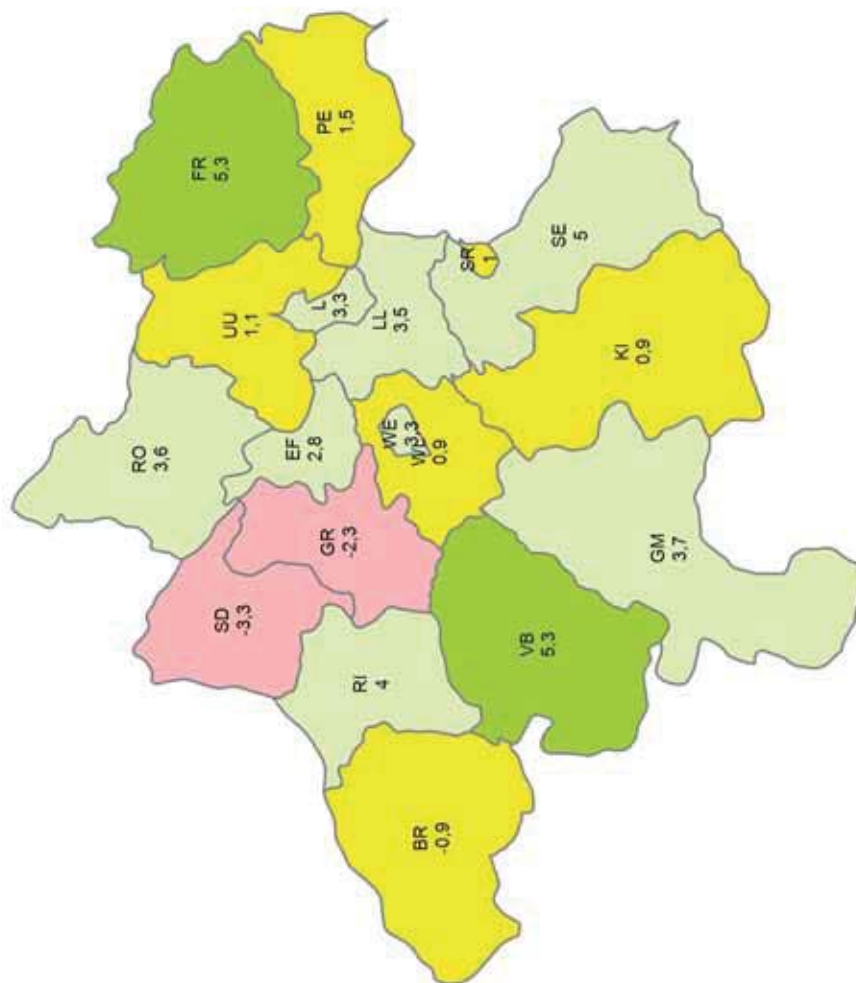 RO
3,6
FR
5,3
SD
-3,3
UU
1,1
EF
2,8
L
3,3
PE
1,5
GR
-2,3
RI
4
LL
3,5
WE
3,3
0,9
BR
-0,9
SR
1
VB
5,3
SE
5
KI
0,9
GM
3,7